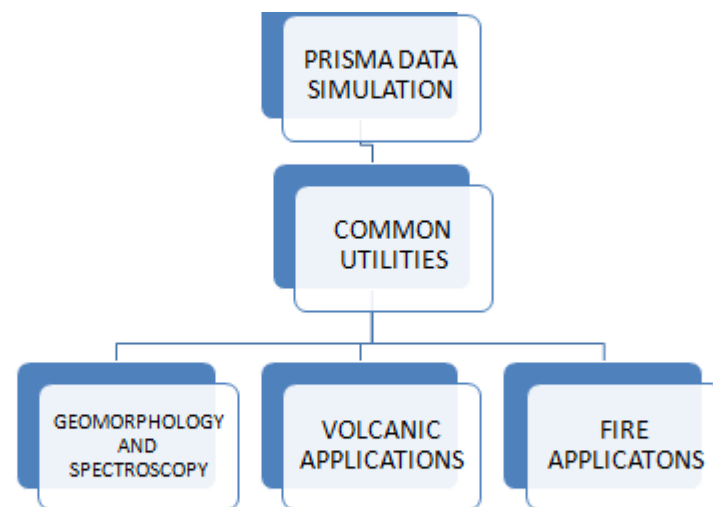 PRISMA DATA
SIMULATION
COMMON
UTILITIES
GEOMORPHOLOGY
AND
SPECTROSCOPY
VOLCANIC
APPLICATIONS
FIRE
APPLICATONS